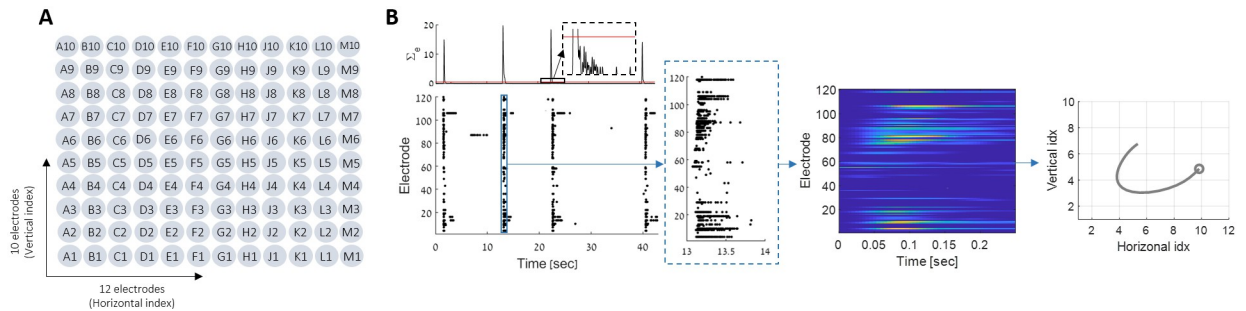 A
A10 B10 C10 D10 E10 F10 G10 H10 J10 K10 L10 M10
A9 B9 C9 D9 E9 F9 G9 H9 J9 K9 L9 M9
A8 B8 C8 D8 E8 F8 G8 H8 J8 K8 L8 M8
A7 B7 C7 D7 E7 F7 G7 H7 J7 K7 L7 M7
A6 B6 C6 D6 E6 F6 G6 H6 J6 K6 L6 M6
A5 B5 C5 D5 E5 F5 G5 H5 J5 K5 L5 M5
A4 B4 C4 D4 E4 F4 G4 H4 J4 K4 L4 M4
A3 B3 C3 D3 E3 F3 G3 H3 J3 K3 L3 M3
A2 B2 C2 D2 E2 F2 G2 H2 J2 K2 L2 M2
A1 B1 C1 D1 E1 F1 G1 H1 J1 K1 L1 M1
10 electrodes
(Vertical index)
12 electrodes
(Horizontal index)
B
Σe
20
10
0
Electrode
120
100
80
60
40
20
0 10 20 30 40
Time [sec]
120
100
80
60
40
20
13 13.5 14
Electrode
120
100
80
60
40
20
0 0.05 0.1 0.15 0.2
Time [sec]
Vertical idx
10
8
6
4
2
2 4 6 8 10 12
Horizonal idx